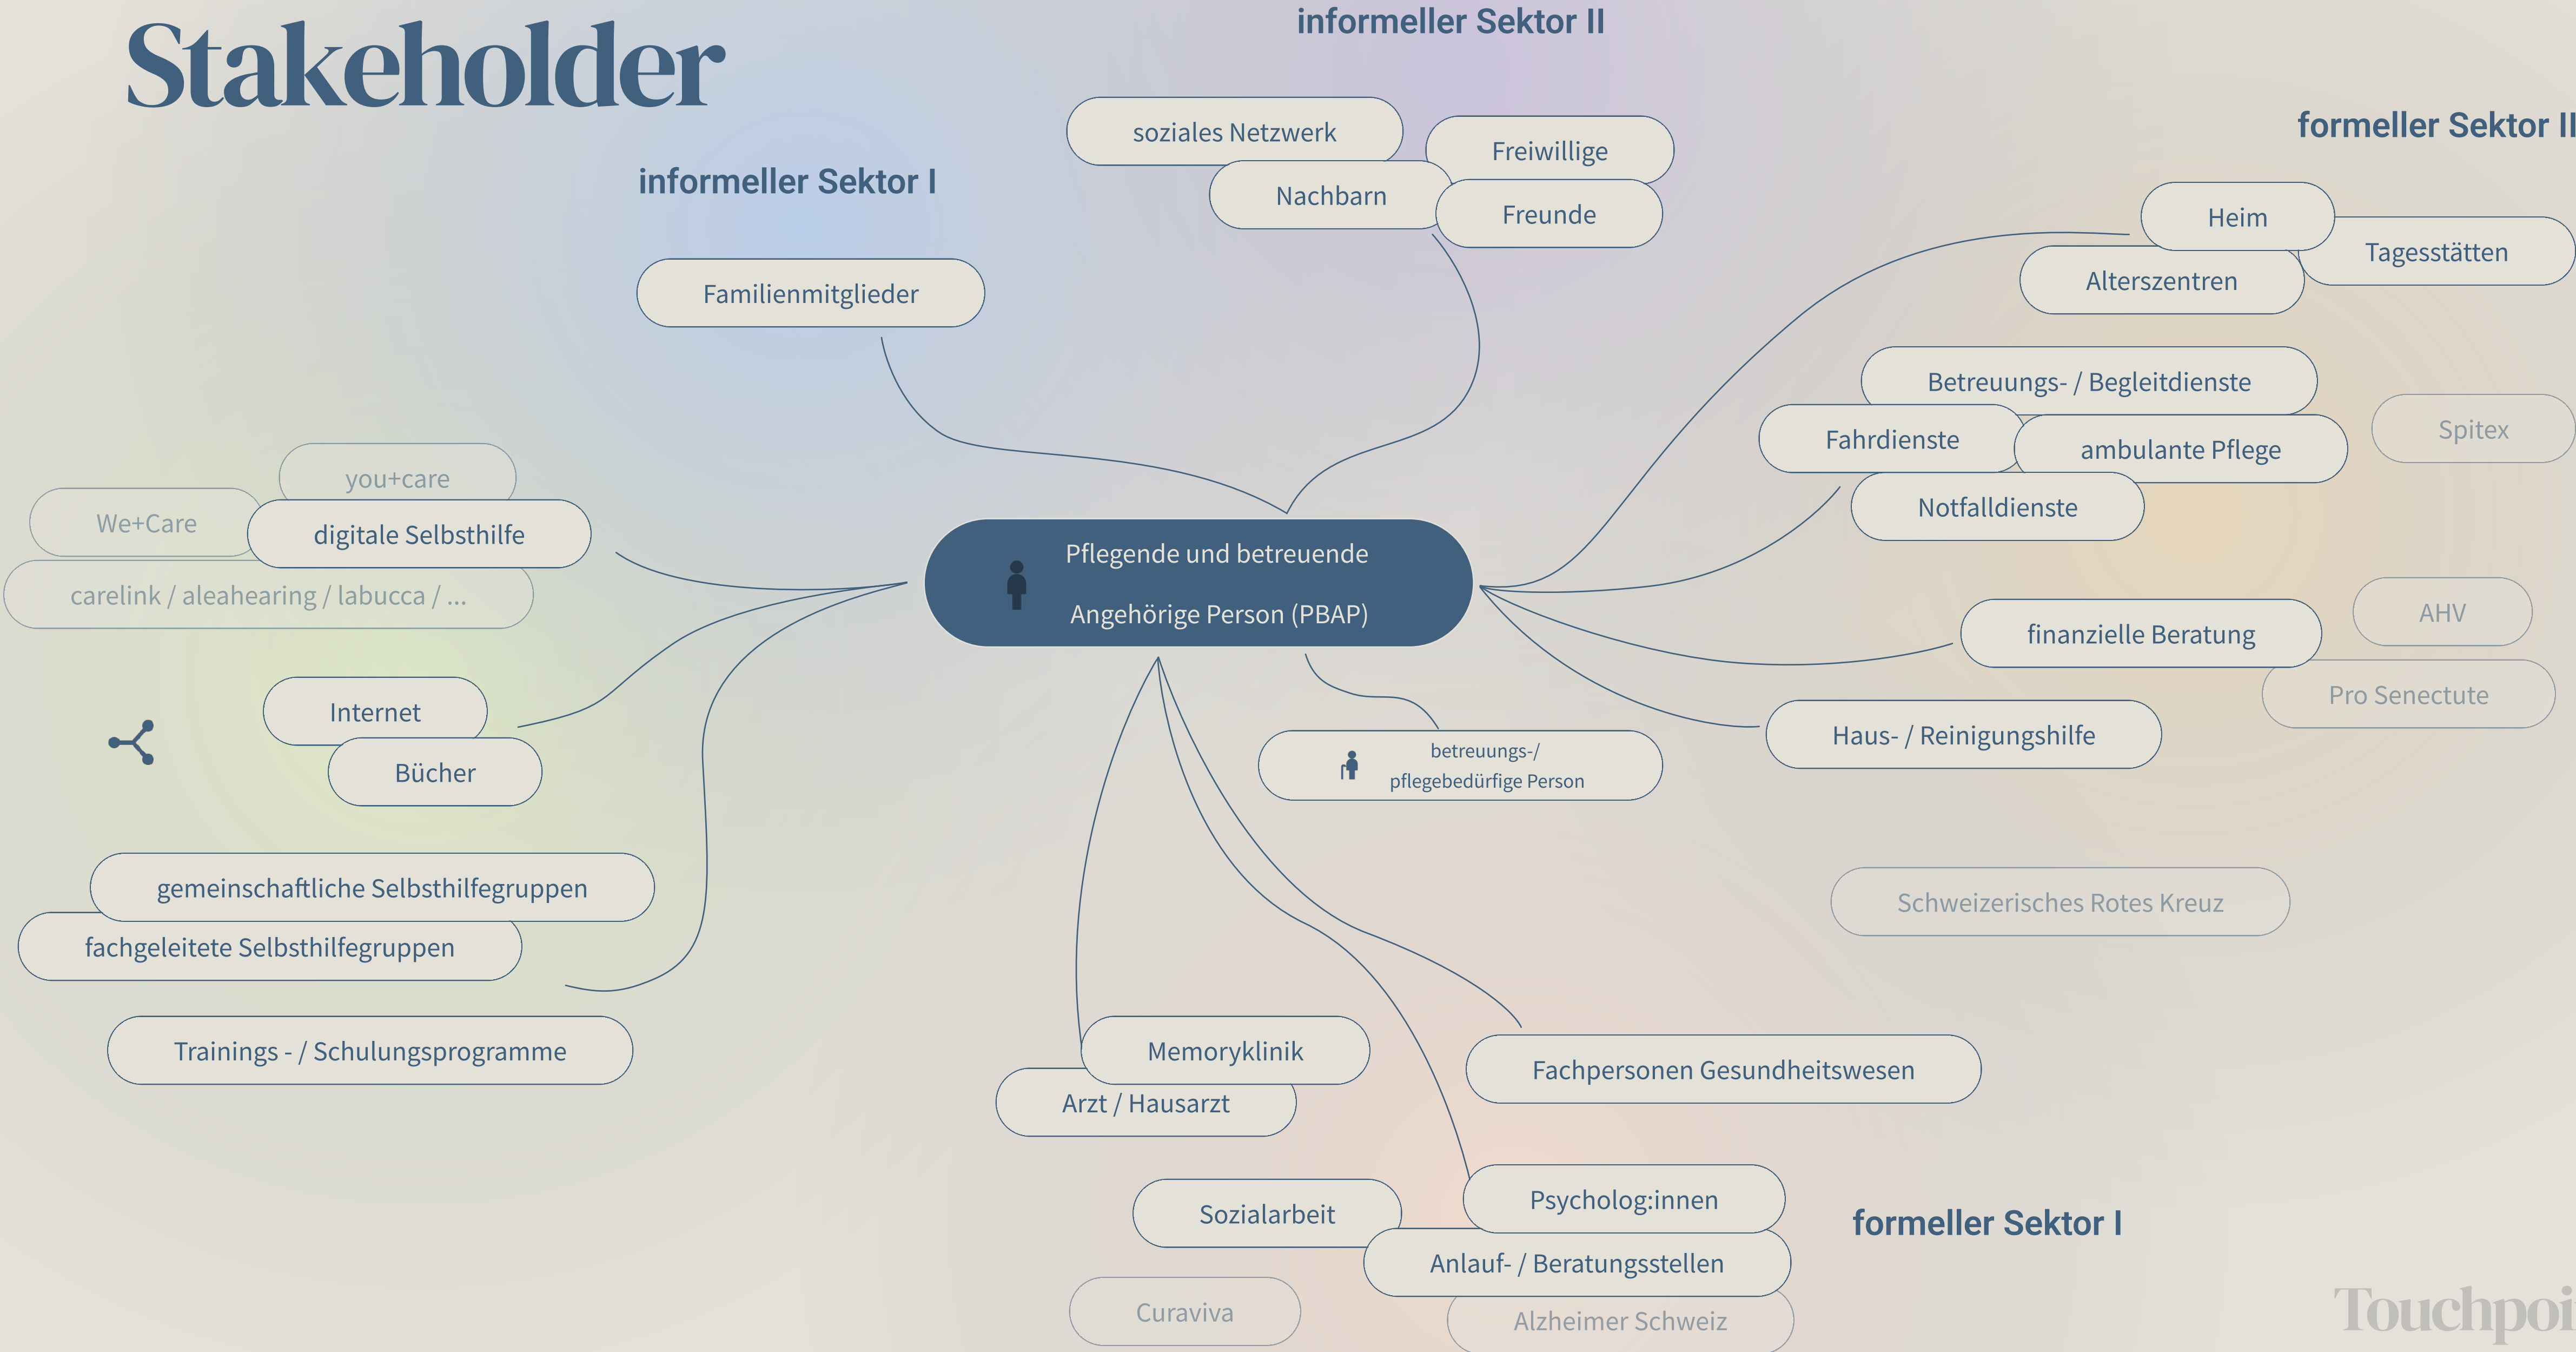 Stakeholder
informeller Sektor I
Familienmitglieder
informeller Sektor II
soziales Netzwerk
Freiwillige
Nachbarn
Freunde
formeller Sektor II
Heim
Tagesstätten
Alterszentren
Betreuungs- / Begleitdienste
Fahrdienste
ambulante Pflege
Spitex
Notfalldienste
finanzielle Beratung
AHV
Pro Senectute
Haus- / Reinigungshilfe
Schweizerisches Rotes Kreuz
you+care
We+Care
digitale Selbsthilfe
carelink / aleahearing / labucca / ...
Internet
Bücher
gemeinschaftliche Selbsthilfegruppen
fachgeleitete Selbsthilfegruppen
Trainings - / Schulungsprogramme
Pflegende und betreuende
Angehörige Person (PBAP)
betreuungs-/
pflegebedürfige Person
Memoryklinik
Arzt / Hausarzt
Fachpersonen Gesundheitswesen
Sozialarbeit
Psycholog:innen
Anlauf- / Beratungsstellen
Curaviva
Alzheimer Schweiz
formeller Sektor I
Touchpoi